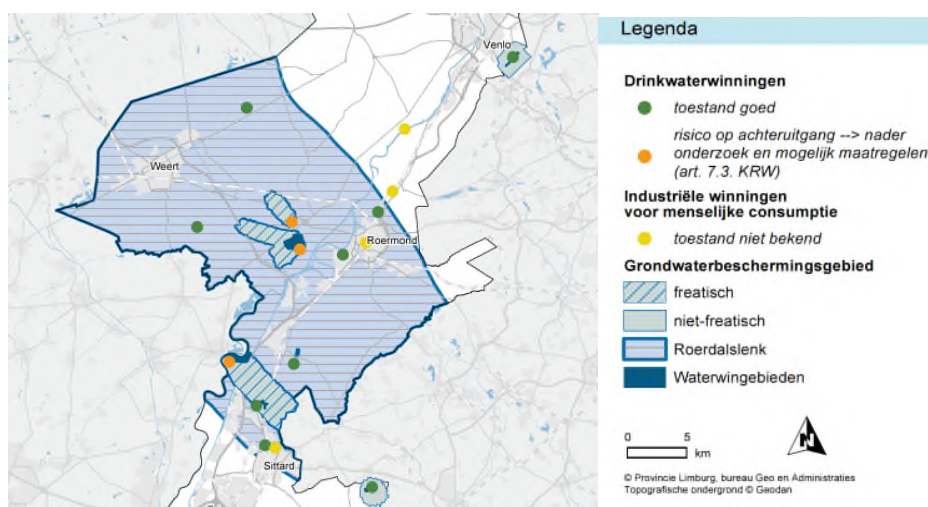 Venlo
Weert
Roermond
Sittard
Legenda
Drinkwaterwinningen
toestand goed
risico op achteruitgang --> nader
onderzoek en mogelijk maatregelen
(art. 7.3. KRW)
Industriële winningen
voor menselijke consumptie
toestand niet bekend
Grondwaterbeschermingsgebied
freatisch
niet-freatisch
Roerdalslenk
Waterwingebieden
0 5
km
N
© Provincie Limburg, bureau Geo en Administraties
Topografische ondergrond © Geodan